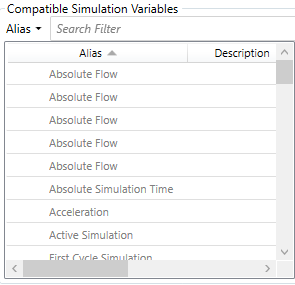 Compatible Simulation Variables
Alias Search Filter
Alias Description
Absolute Flow
Absolute Flow
Absolute Flow
Absolute Flow
Absolute Flow
Absolute Simulation Time
Acceleration
Active Simulation
First Cycle Simulation